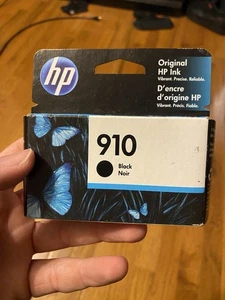 hp
Original
HP Ink
Vibrant. Precise. Reliable.
D'encre
d'origine HP
Vibrant. Précis. Fiable.
910
Black
Noir